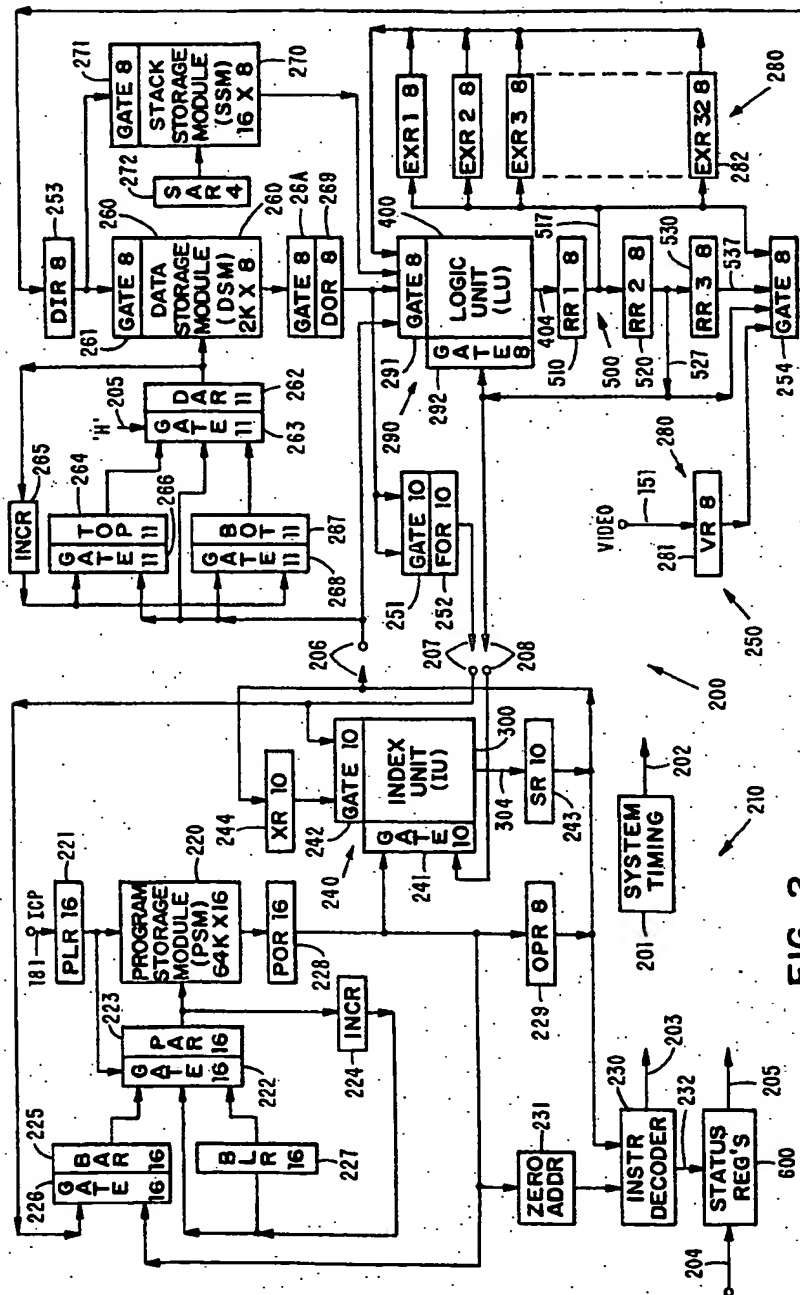 181
ICP
PLR 16
221
PROGRAM
STORAGE
MODULE
(PSM)
64K X16
220
POR 16
228
223
PAR 16
GATE 16
222
INCR
224
225
BAR 16
GATE 16
226
BLR 16
227
XR 10
244
GATE 10
242
INDEX
UNIT
(IU)
300
GATE 10
241
240
304
SR 10
243
OPR 8
229
ZERO
ADDR
231
INSTR
DECODER
230
203
232
STATUS
REG'S
600
205
204
SYSTEM
TIMING
201
202
210
200
206
207
208
INCR
265
264
TOP 11
GATE 11
266
BOT 11
267
GATE 11
268
'H'
205
DAR 11
262
GATE 11
263
DIR 8
253
GATE 8
261
DATA
STORAGE
MODULE
(DSM)
2K X 8
260
260
GATE 8
26A
DOR 8
269
SAR 4
272
GATE 8
271
STACK
STORAGE
MODULE
(SSM)
16 X 8
270
GATE 10
251
FOR 10
252
GATE 8
291
LOGIC
UNIT
(LU)
400
GATE 8
292
290
404
RR 1 8
510
517
500
RR 2 8
520
527
RR 3 8
530
537
EXR 1 8
EXR 2 8
EXR 3 8
EXR 32 8
282
280
VIDEO
151
VR 8
281
280
250
GATE 8
254
FIG. 2